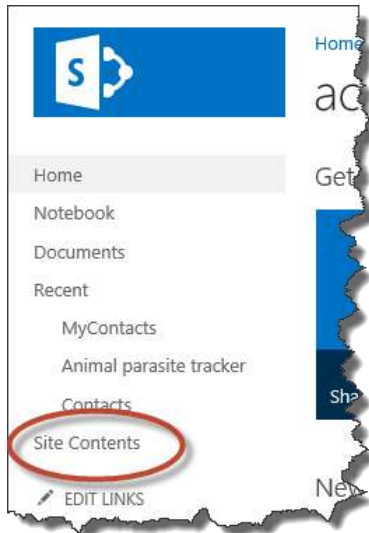 S
Home
ac
Home
Get
Notebook
Documents
Recent
MyContacts
Animal parasite tracker
Contacts
Sha
Site Contents
EDIT LINKS
New